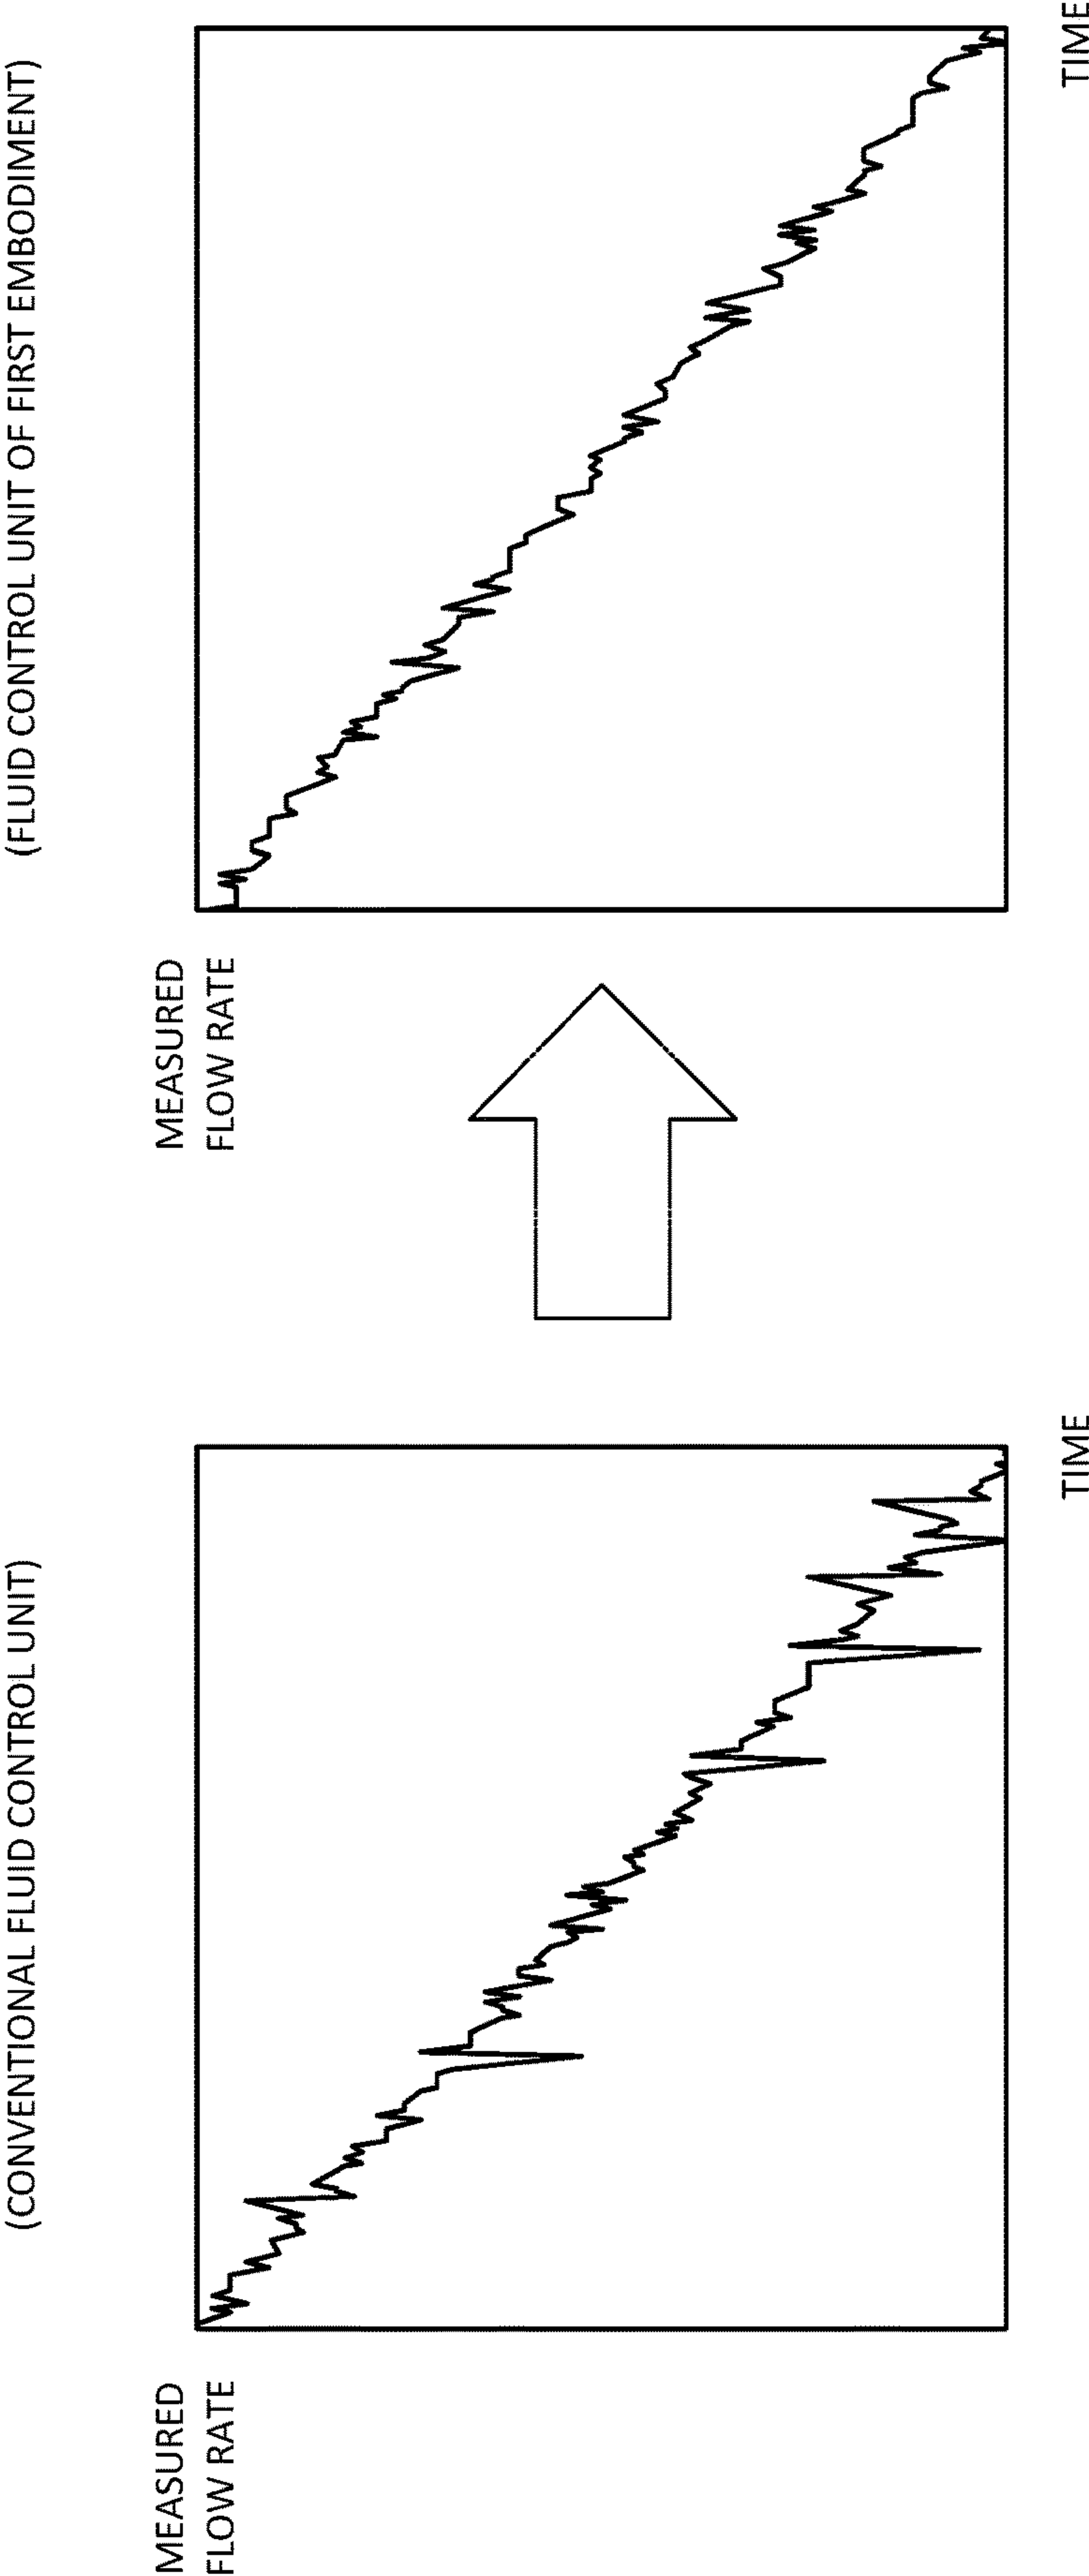 (CONVENTIONAL FLUID CONTROL UNIT)
MEASURED
FLOW RATE
TIME
(FLUID CONTROL UNIT OF FIRST EMBODIMENT)
MEASURED
FLOW RATE
TIME